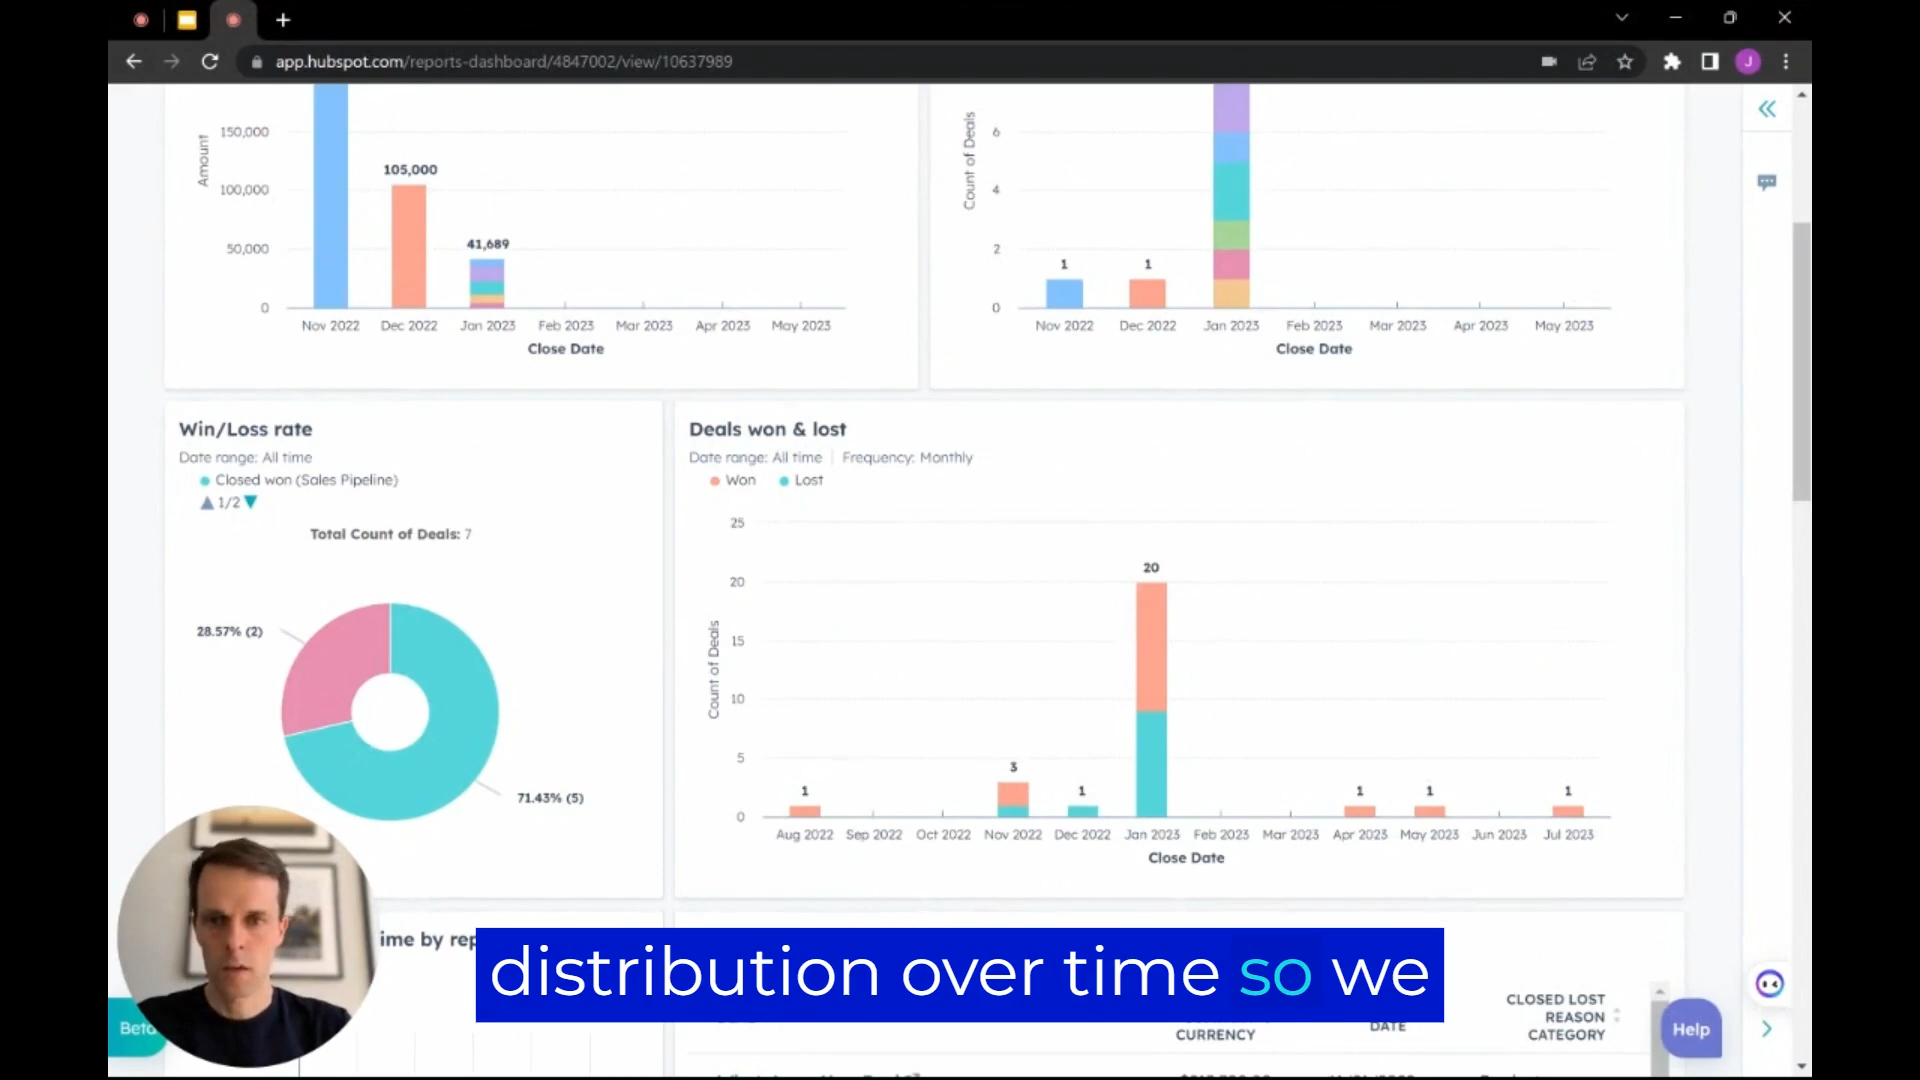 app.hubspot.com/reports-dashboard/4847002/view/10637989
J
Amount
150,000
100,000
50,000
0
105,000
41,689
Nov 2022 Dec 2022 Jan 2023 Feb 2023 Mar 2023 Apr 2023 May 2023
Close Date
Count of Deals
6
4
2
0
1
1
Nov 2022 Dec 2022 Jan 2023 Feb 2023 Mar 2023 Apr 2023 May 2023
Close Date
Win/Loss rate
Date range: All time
Closed won (Sales Pipeline)
1/2
Total Count of Deals: 7
28.57% (2)
71.43% (5)
Deals won & lost
Date range: All time Frequency: Monthly
Won Lost
Count of Deals
25
20
15
10
5
0
1
3
1
20
1
1
1
Aug 2022 Sep 2022 Oct 2022 Nov 2022 Dec 2022 Jan 2023 Feb 2023 Mar 2023 Apr 2023 May 2023 Jun 2023 Jul 2023
Close Date
ime by rep
distribution over time so we
CURRENCY
DATE
CLOSED LOST
REASON
CATEGORY
Beta
Help